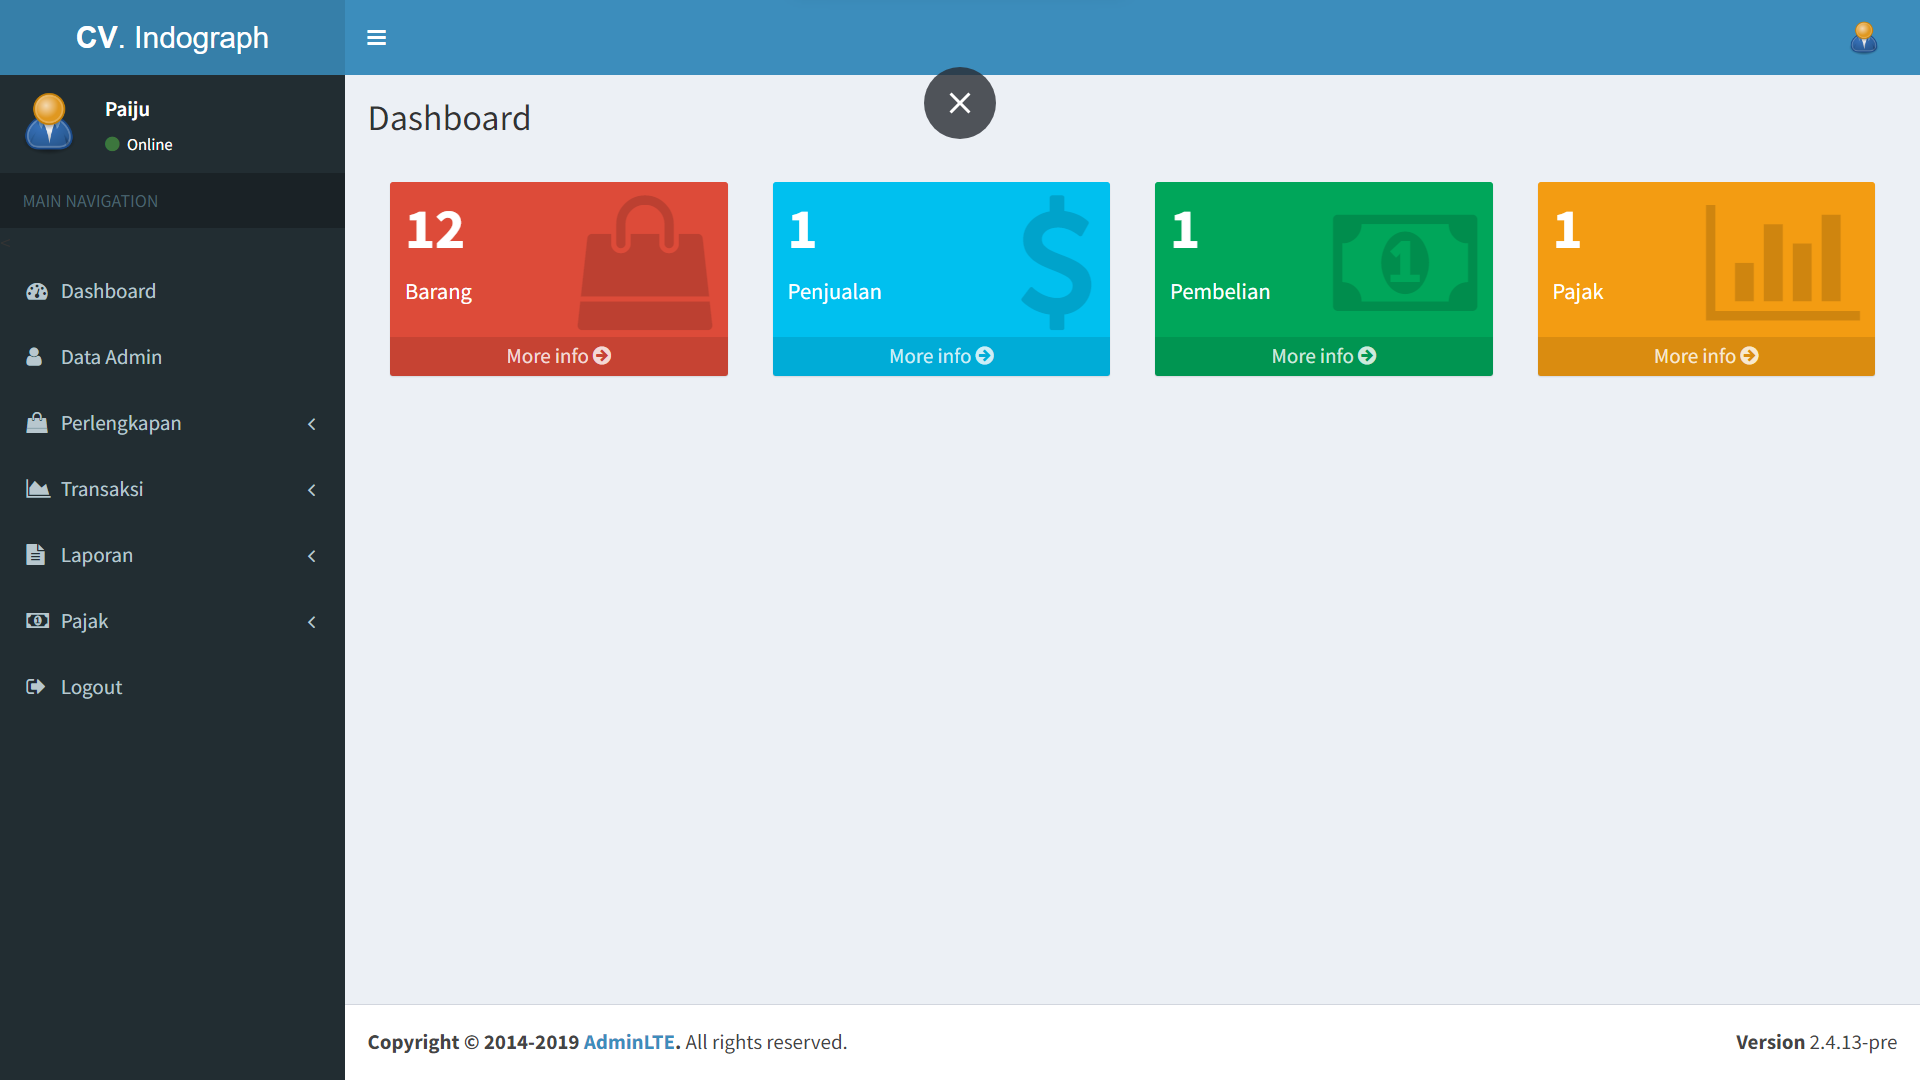 CV. Indograph
Paiju
Online
MAIN NAVIGATION
<
Dashboard
Data Admin
Perlengkapan
Transaksi
Laporan
Pajak
Logout
Dashboard
12
Barang
More info
1
Penjualan
More info
1
Pembelian
More info
1
Pajak
More info
Copyright © 2014-2019 AdminLTE. All rights reserved.
Version 2.4.13-pre